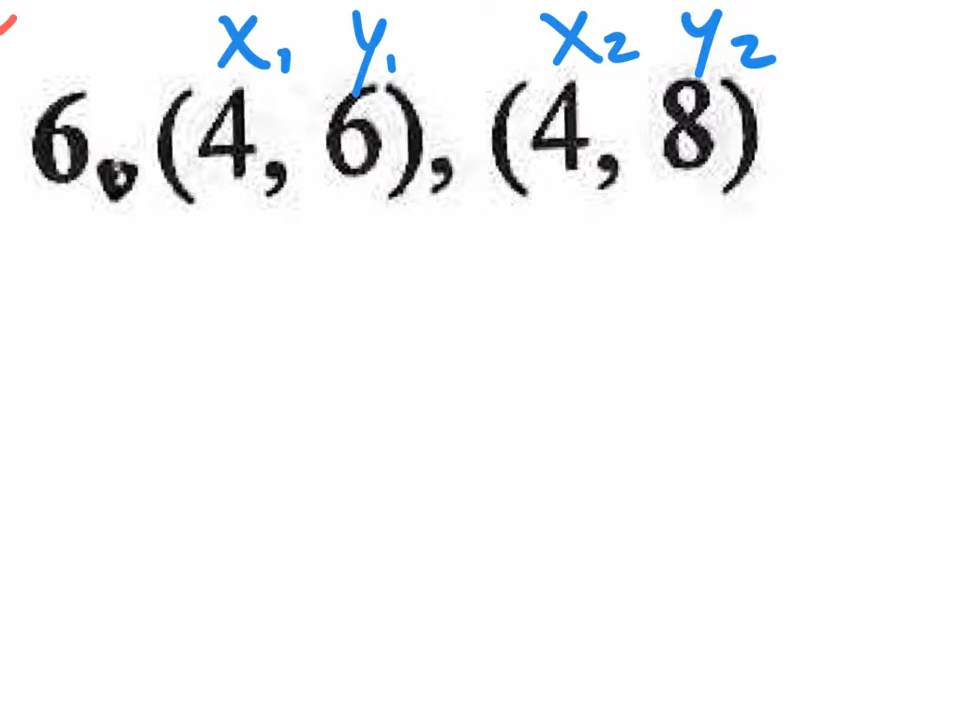 x₁ y₁ x₂ y₂
6. (4, 6), (4, 8)